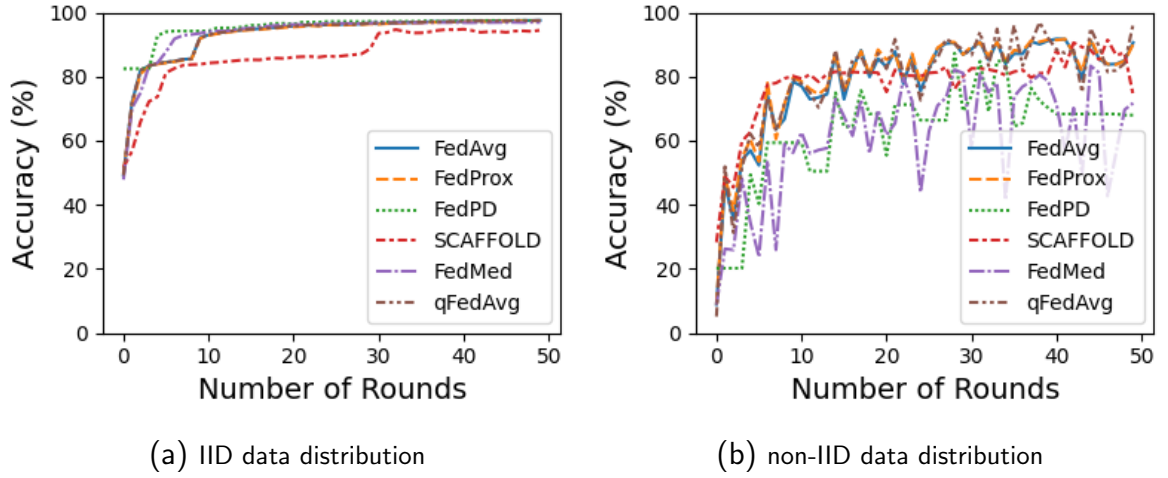 100
80
60
40
20
0
Accuracy (%)
FedAvg
FedProx
FedPD
SCAFFOLD
FedMed
qFedAvg
0 10 20 30 40 50
Number of Rounds
(a) IID data distribution
100
80
60
40
20
0
Accuracy (%)
FedAvg
FedProx
FedPD
SCAFFOLD
FedMed
qFedAvg
0 10 20 30 40 50
Number of Rounds
(b) non-IID data distribution